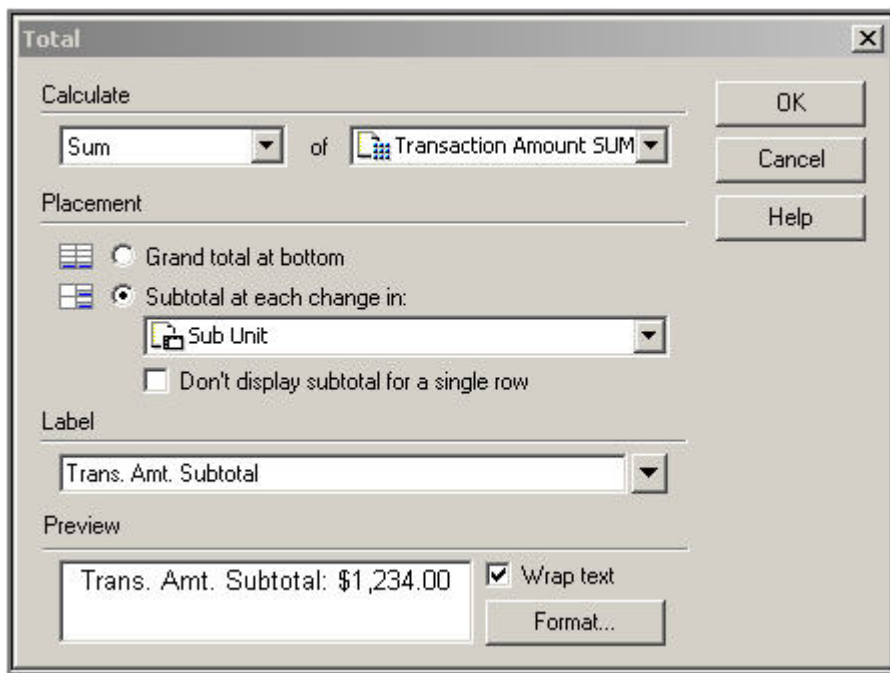 Total
Calculate
OK
Sum of Transaction Amount SUM
Cancel
Placement
Help
Grand total at bottom
Subtotal at each change in:
Sub Unit
Don't display subtotal for a single row
Label
Trans. Amt. Subtotal
Preview
Trans. Amt. Subtotal: $1,234.00
Wrap text
Format...